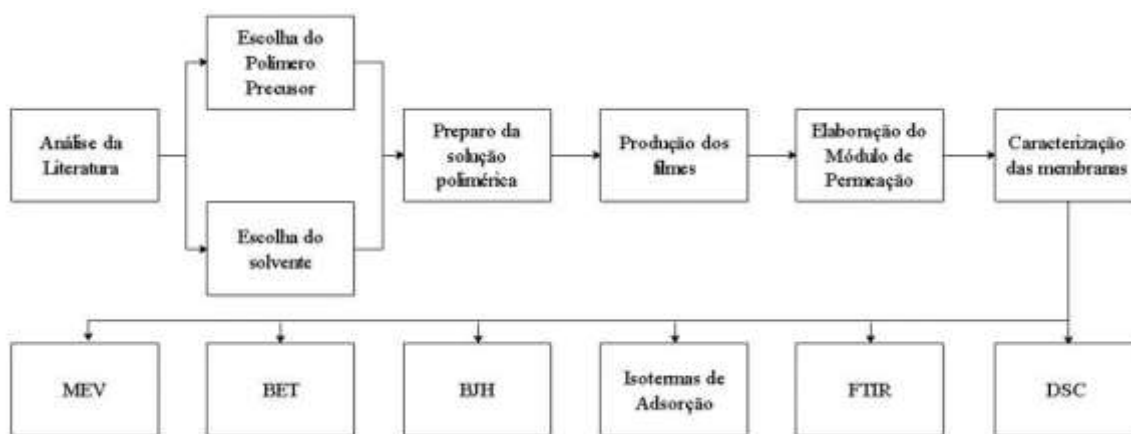 Escolha do
Polímero
Precusor
Análise da
Literatura
Escolha do
solvente
Preparo da
solução
polimérica
Produção dos
filmes
Elaboração do
Módulo de
Permeação
Caracterização
das membranas
MEV
BET
BJH
Isotermas de
Adsorção
FTIR
DSC